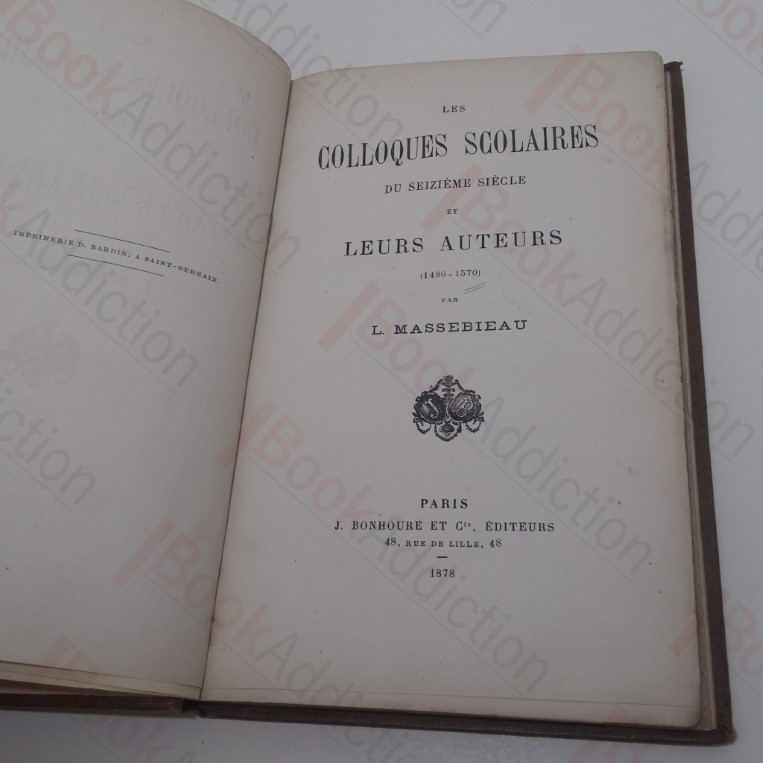 IMPRIMERIE D. BARDIN, A SAINT-GERMAIN.
LES
COLLOQUES SCOLAIRES
DU SEIZIÈME SIÈCLE
ET
LEURS AUTEURS
(1480-1570)
PAR
L. MASSEBIEAU
J B
PARIS
J. BONHOURE ET Cie, ÉDITEURS
48, RUE DE LILLE, 48
1878
iBookAddiction